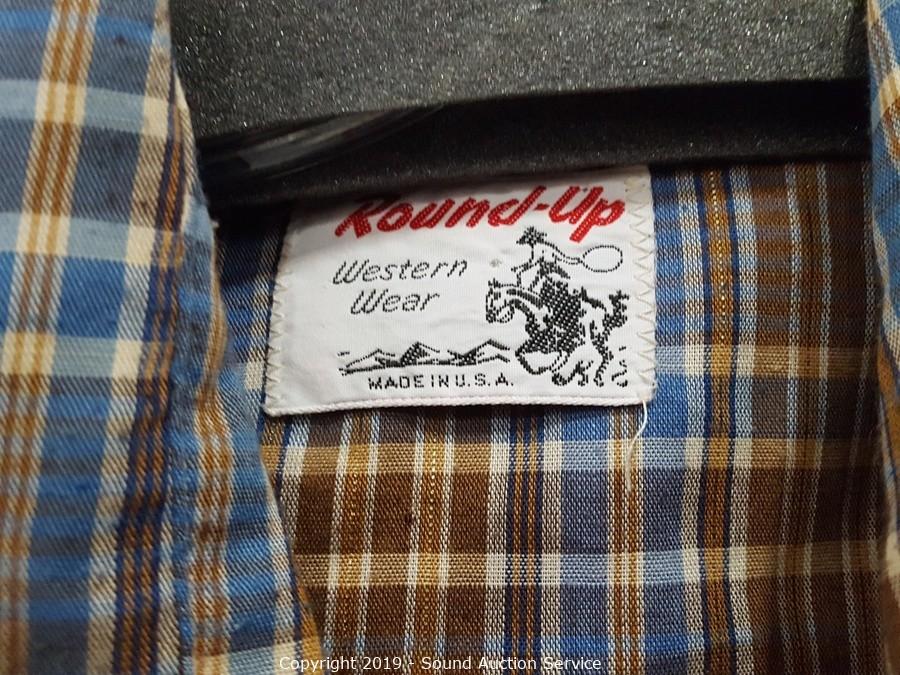 Round-Up
Western
Wear
MADE IN U.S.A.
Copyright 2019 - Sound Auction Service